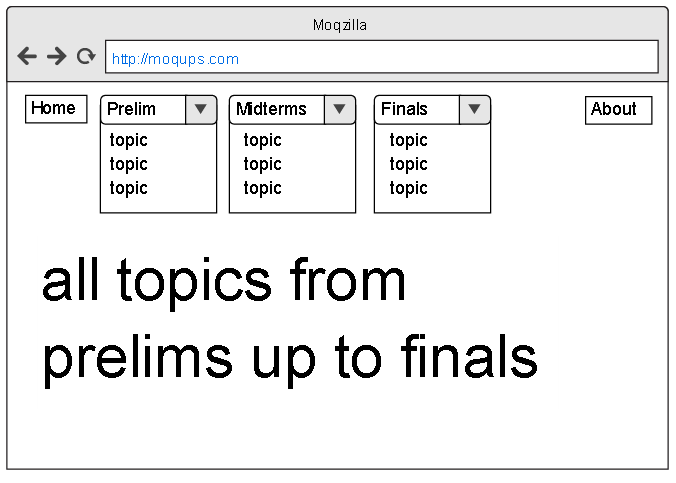 Moqzilla
http://moqups.com
Home Prelim Midterms Finals About
topic topic topic
topic topic topic
topic topic topic
all topics from
prelims up to finals